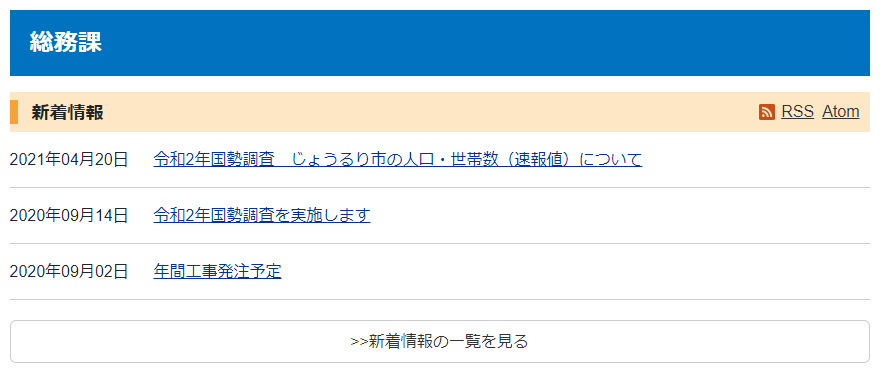 総務課
新着情報 RSS Atom
2021年04月20日 令和2年国勢調査　じょうるり市の人口・世帯数（速報値）について
2020年09月14日 令和2年国勢調査を実施します
2020年09月02日 年間工事発注予定
>>新着情報の一覧を見る